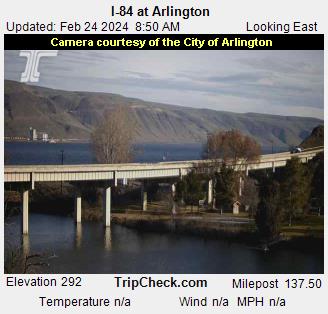 I-84 at Arlington
Updated: Feb 24 2024 8:50 AM Looking East
Camera courtesy of the City of Arlington
Elevation 292 TripCheck.com Milepost 137.50
Temperature n/a Wind n/a MPH n/a